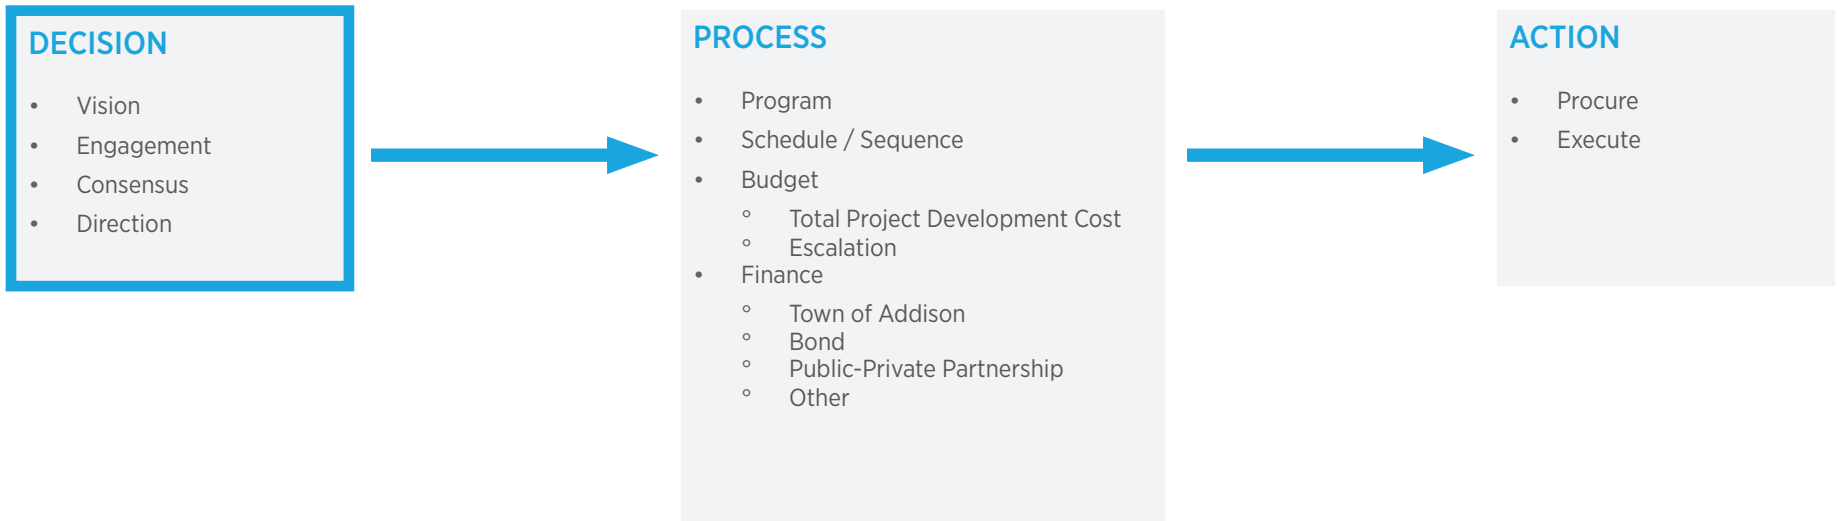 DECISION
• Vision
• Engagement
• Consensus
• Direction
PROCESS
• Program
• Schedule / Sequence
• Budget
° Total Project Development Cost
° Escalation
• Finance
° Town of Addison
° Bond
° Public-Private Partnership
° Other
ACTION
• Procure
• Execute